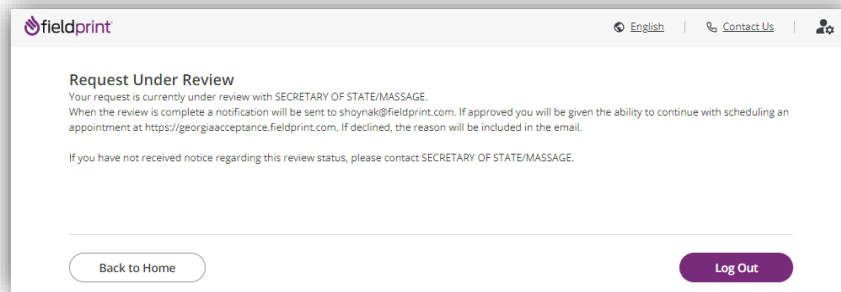 fieldprint
English | Contact Us |
Request Under Review
Your request is currently under review with SECRETARY OF STATE/MASSAGE.
When the review is complete a notification will be sent to shoynak@fieldprint.com. If approved you will be given the ability to continue with scheduling an
appointment at https://georgiaacceptance.fieldprint.com. If declined, the reason will be included in the email.
If you have not received notice regarding this review status, please contact SECRETARY OF STATE/MASSAGE.
Back to Home
Log Out